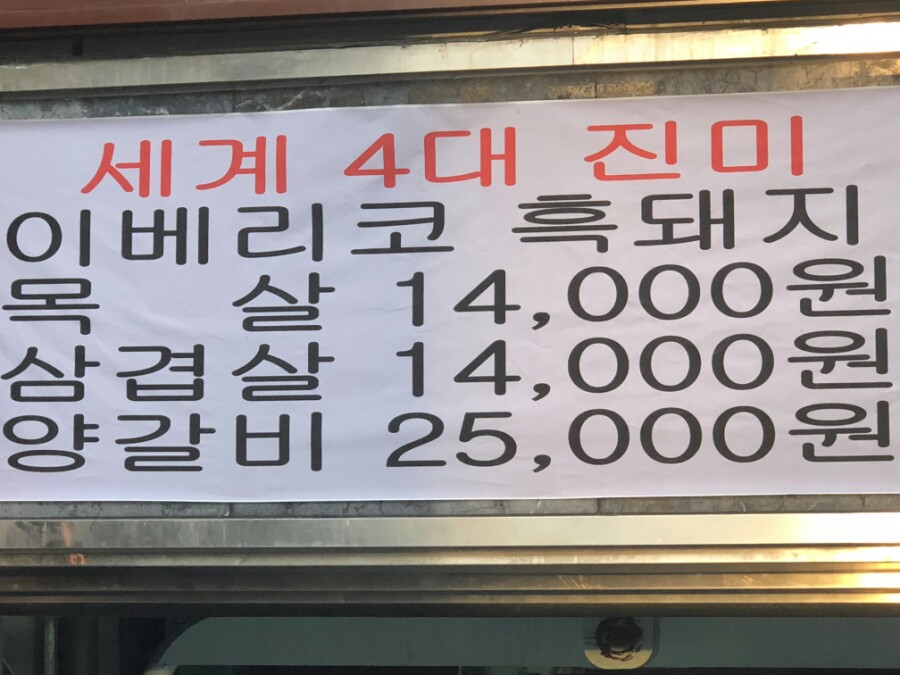 세계 4대 진미
이베리코 흑돼지
목 살 14,000원
삼겹살 14,000원
양갈비 25,000원